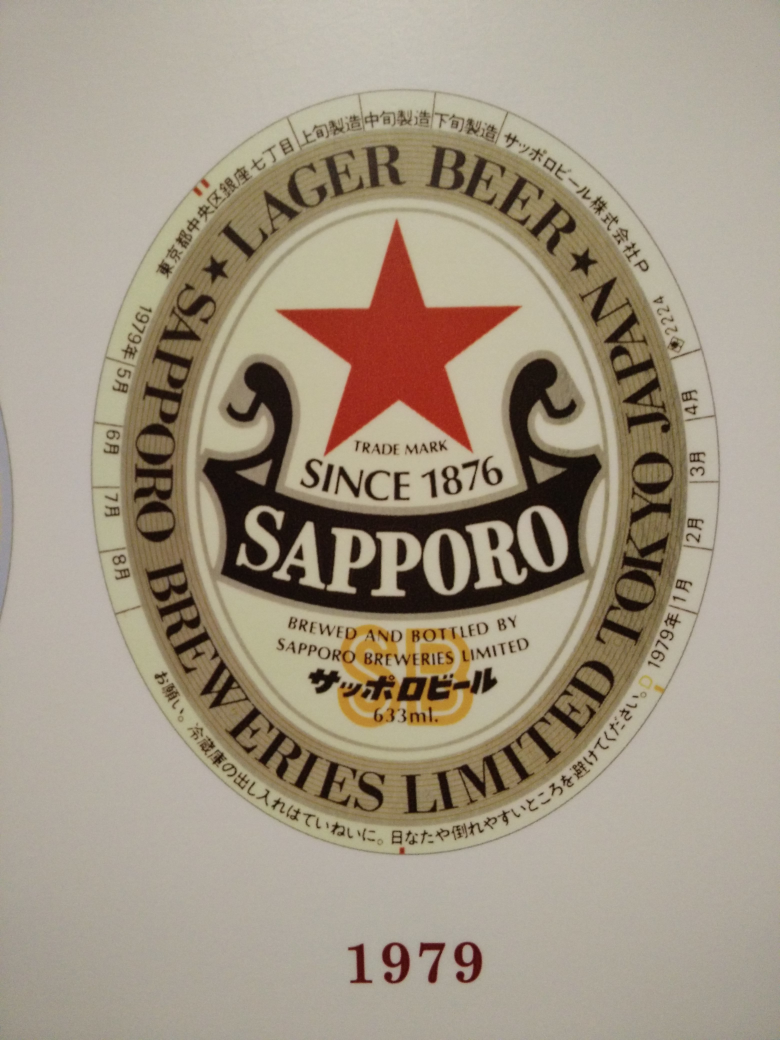 東京都中央区銀座七丁目
上旬製造
中旬製造
下旬製造
サッポロビール株式会社P
2224
LAGER BEER
SAPPORO BREWERIES LIMITED TOKYO JAPAN
1979年5月
6月
7月
8月
4月
3月
2月
1979年1月
TRADE MARK
SINCE 1876
SAPPORO
BREWED AND BOTTLED BY
SAPPORO BREWERIES LIMITED
SB
サッポロビール
633ml.
お願い。冷蔵庫の出し入れはていねいに。日なたや倒れやすいところを避けてください。D
1979